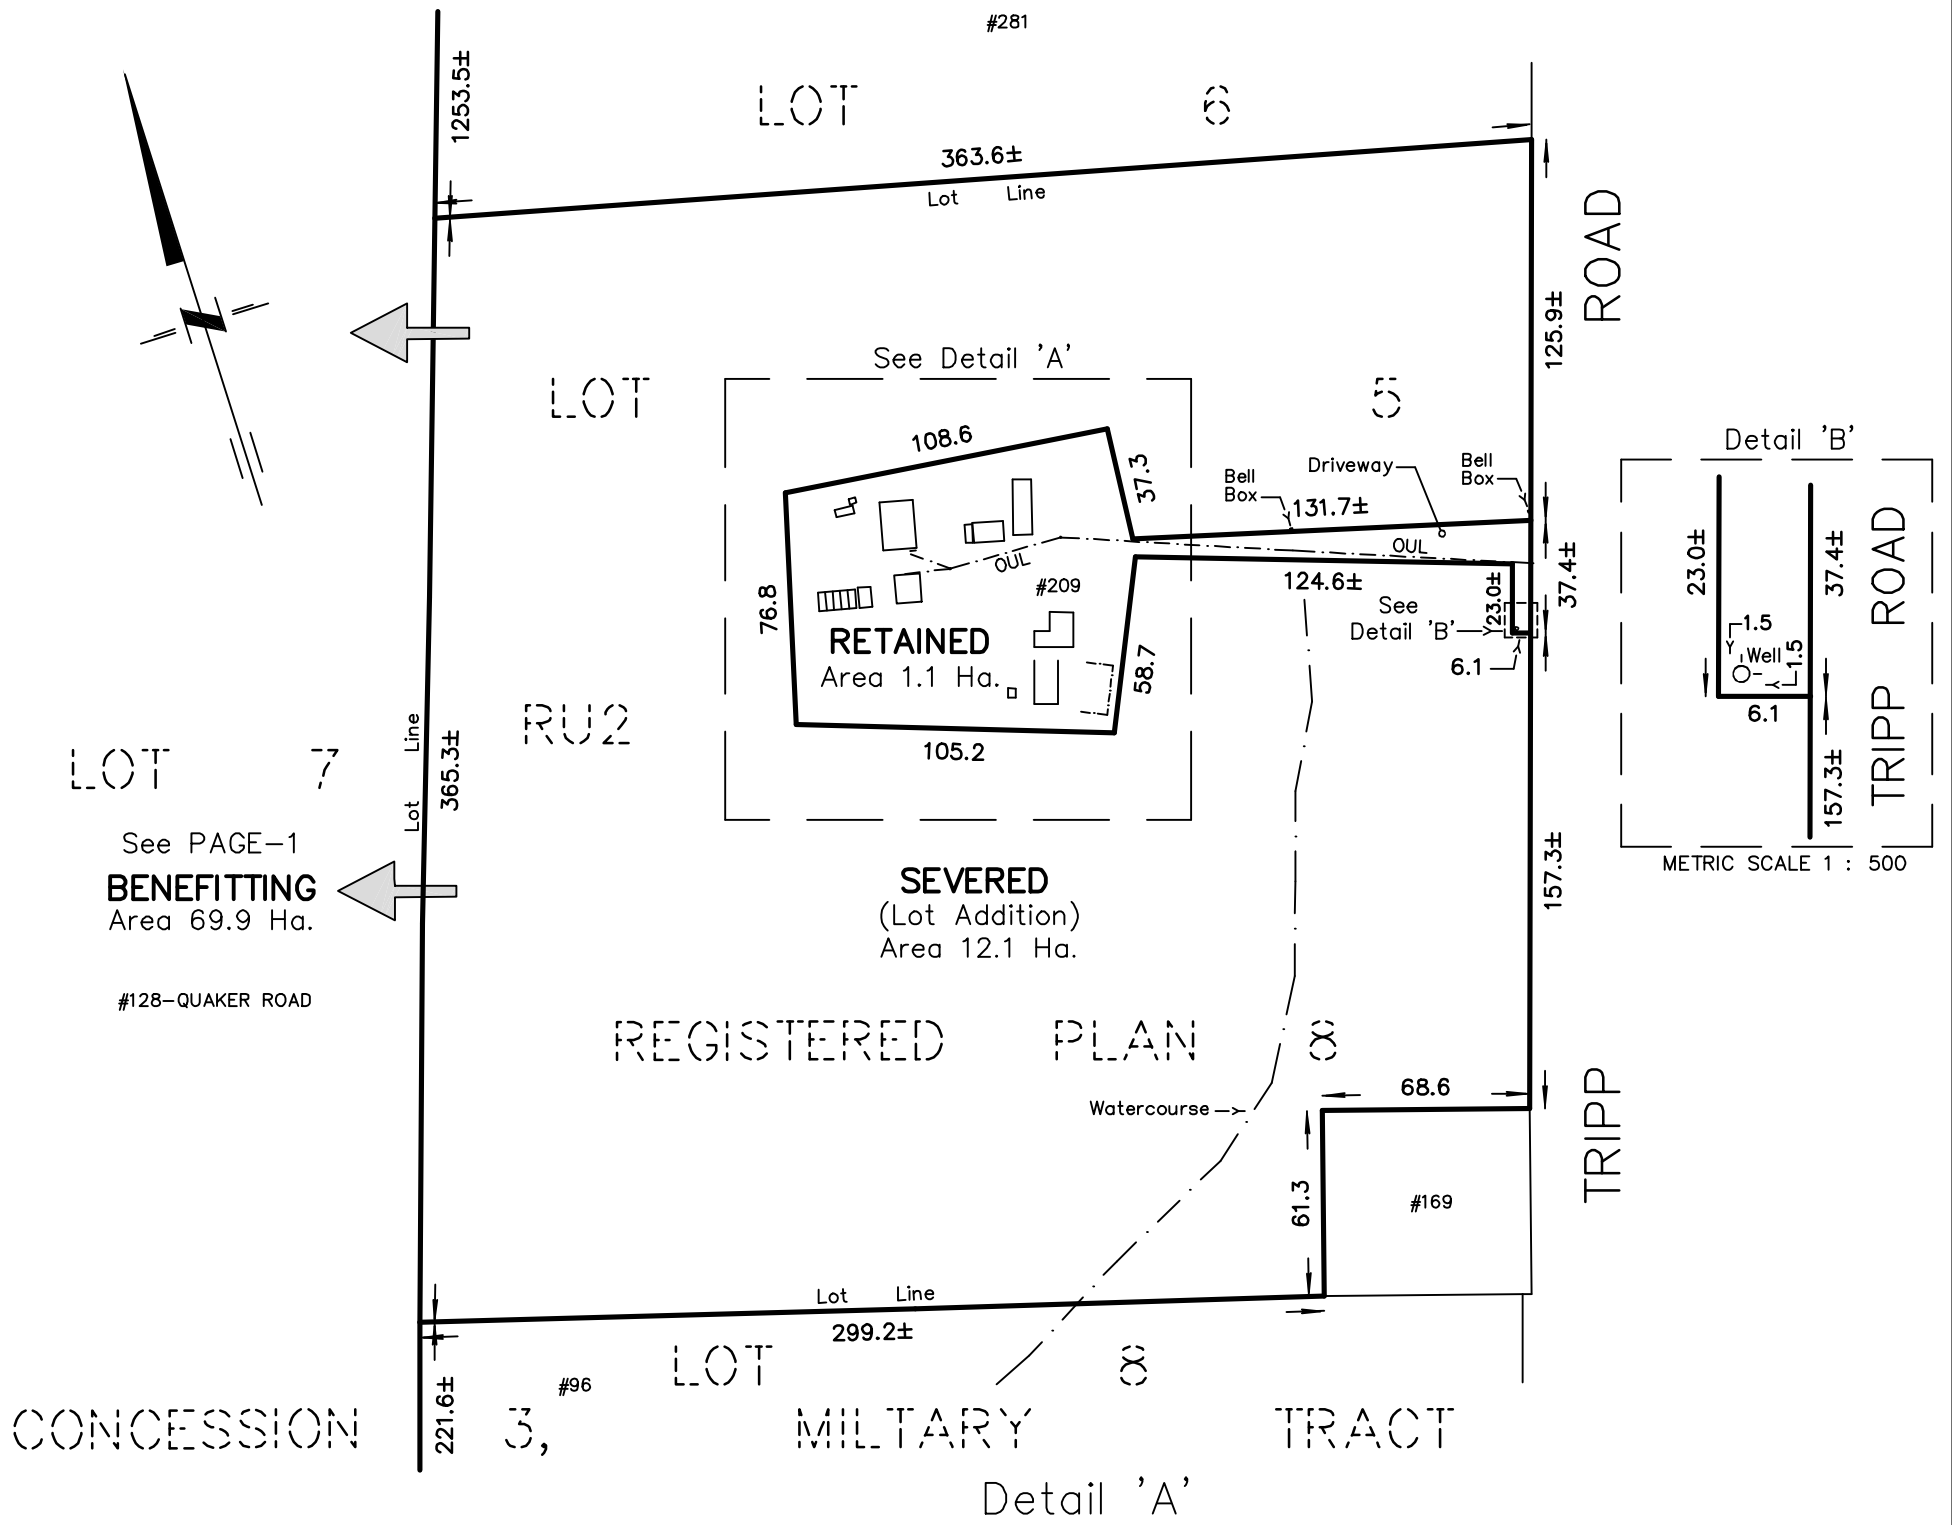 #281
1253.5±
LOT 6
363.6±
Lot Line
ROAD
125.9±
See Detail 'A'
LOT 5
108.6
37.3
Bell
Box
Driveway
Bell
Box
131.7±
OUL
OUL
124.6±
23.0±
37.4±
#209
76.8
See
Detail 'B'
6.1
RETAINED
Area 1.1 Ha.
58.7
105.2
RU2
Detail 'B'
23.0±
37.4±
ROAD
1.5
Well
1.5
6.1
TRIPP
157.3±
METRIC SCALE 1 : 500
Lot Line
365.3±
LOT 7
See PAGE-1
BENEFITTING
Area 69.9 Ha.
#128-QUAKER ROAD
SEVERED
(Lot Addition)
Area 12.1 Ha.
157.3±
REGISTERED PLAN 8
68.6
Watercourse
TRIPP
61.3
#169
Lot Line
299.2±
LOT 8
#96
221.6±
CONCESSION 3, MILTARY TRACT
Detail 'A'